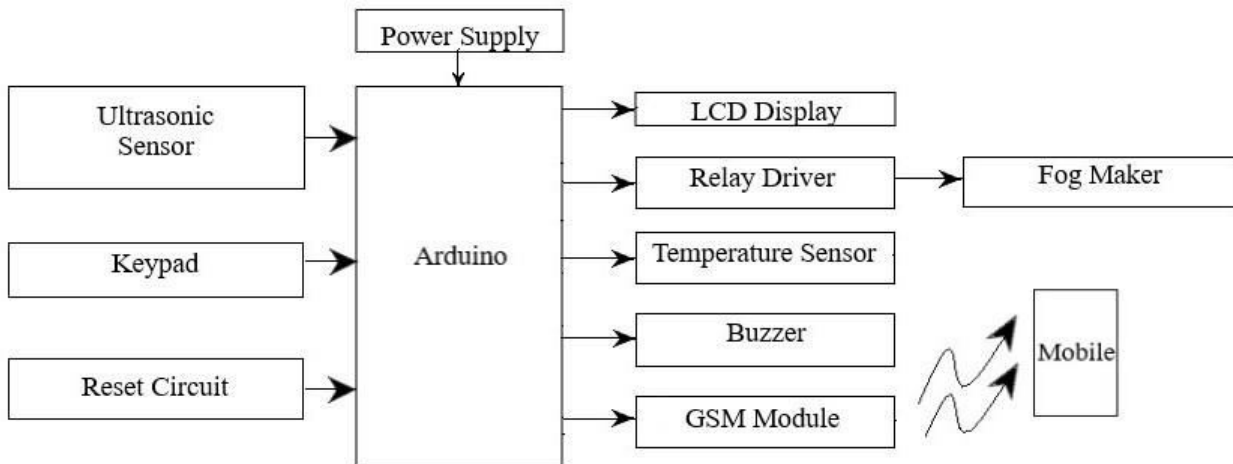 Power Supply
Ultrasonic
Sensor
Keypad
Reset Circuit
Arduino
LCD Display
Relay Driver
Fog Maker
Temperature Sensor
Buzzer
GSM Module
Mobile